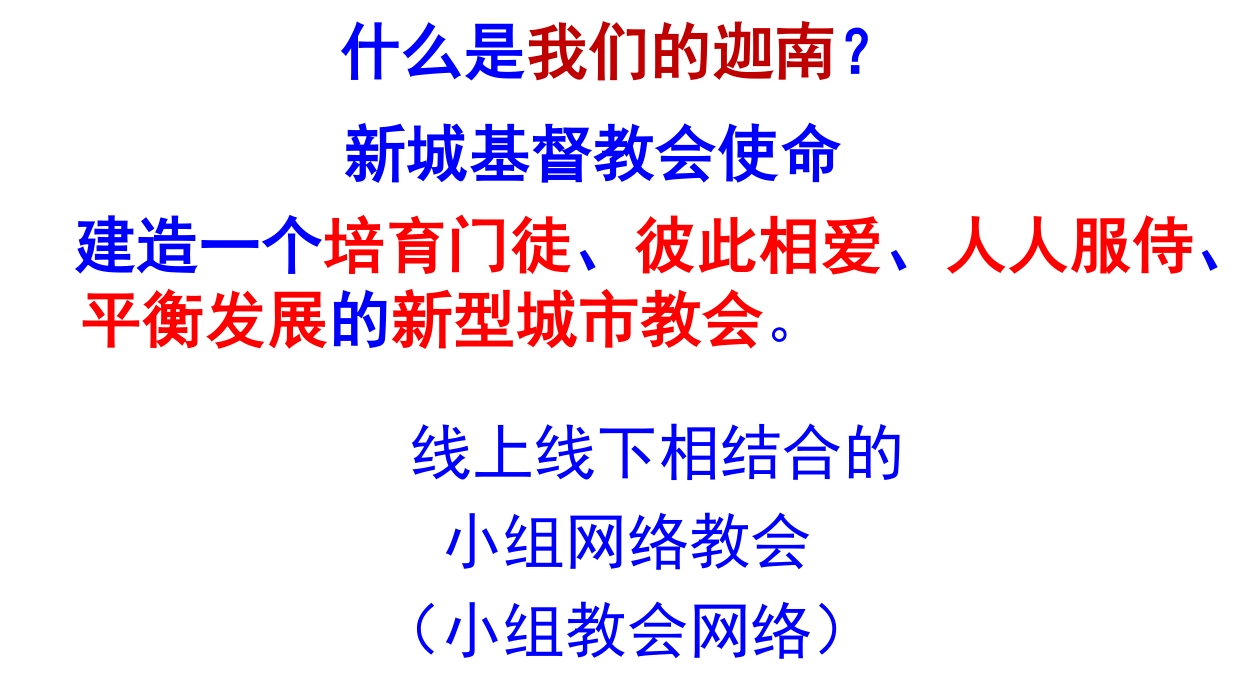 什么是我们的迦南？
新城基督教会使命
建造一个培育门徒、彼此相爱、人人服侍、
平衡发展的新型城市教会。
线上线下相结合的
小组网络教会
（小组教会网络）